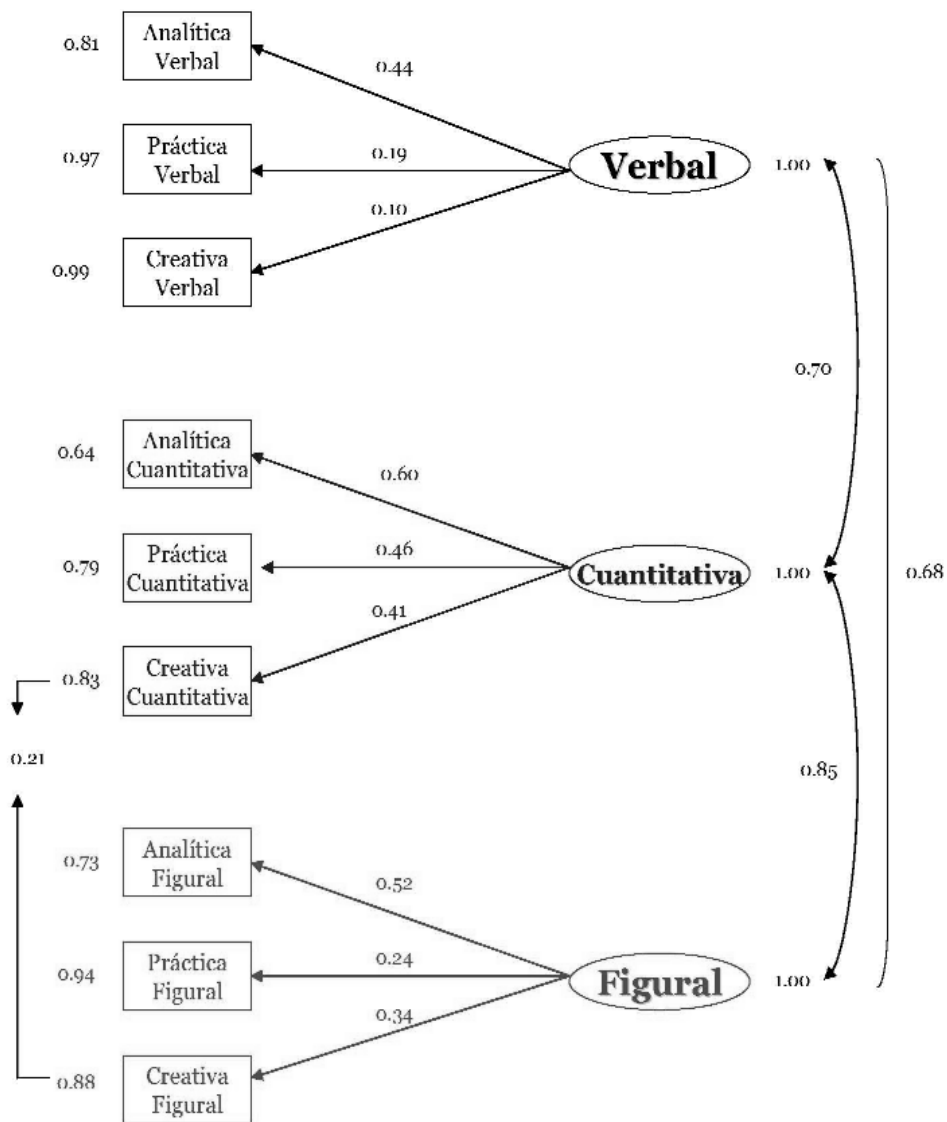 0.81
Analítica
Verbal
0.44
0.97
Práctica
Verbal
0.19
Verbal
1.00
0.10
0.99
Creativa
Verbal
0.70
0.64
Analítica
Cuantitativa
0.60
0.79
Práctica
Cuantitativa
0.46
Cuantitativa
1.00
0.68
0.41
0.83
Creativa
Cuantitativa
0.21
0.85
0.73
Analítica
Figural
0.52
0.94
Práctica
Figural
0.24
Figural
1.00
0.34
0.88
Creativa
Figural